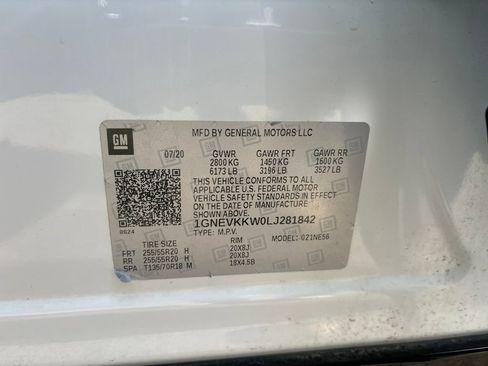 GM
MFD BY GENERAL MOTORS LLC
07/20 GVWR GAWR FRT GAWR RR
2800 KG 1450 KG 1600 KG
6173 LB 3196 LB 3527 LB
THIS VEHICLE CONFORMS TO ALL
APPLICABLE U.S. FEDERAL MOTOR
VEHICLE SAFETY STANDARDS IN EFFECT
ON THE DATE OF MANUFACTURE SHOWN ABOVE.
1GNEVKKW0LJ281842
8624 TYPE: M.P.V. MODEL: 021NE56
TIRE SIZE RIM
FRT 255/55R20 H 20X8J
RR 255/55R20 H 20X8J
SPA T135/70R18 M 18X4.5B